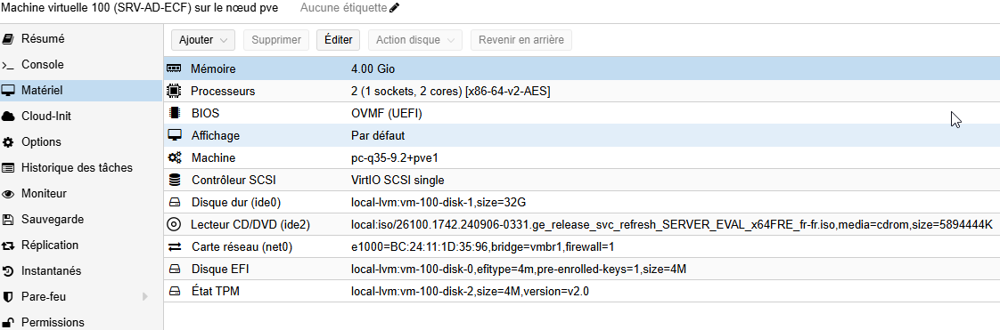 Machine virtuelle 100 (SRV-AD-ECF) sur le nœud pve Aucune étiquette
Résumé
Console
Matériel
Cloud-Init
Options
Historique des tâches
Moniteur
Sauvegarde
Réplication
Instantanés
Pare-feu
Permissions
Ajouter Supprimer Éditer Action disque Revenir en arrière
Mémoire 4.00 Gio
Processeurs 2 (1 sockets, 2 cores) [x86-64-v2-AES]
BIOS OVMF (UEFI)
Affichage Par défaut
Machine pc-q35-9.2+pve1
Contrôleur SCSI VirtIO SCSI single
Disque dur (ide0) local-lvm:vm-100-disk-1,size=32G
Lecteur CD/DVD (ide2) local:iso/26100.1742.240906-0331.ge_release_svc_refresh_SERVER_EVAL_x64FRE_fr-fr.iso,media=cdrom,size=5894444K
Carte réseau (net0) e1000=BC:24:11:1D:35:96,bridge=vmbr1,firewall=1
Disque EFI local-lvm:vm-100-disk-0,efitype=4m,pre-enrolled-keys=1,size=4M
État TPM local-lvm:vm-100-disk-2,size=4M,version=v2.0